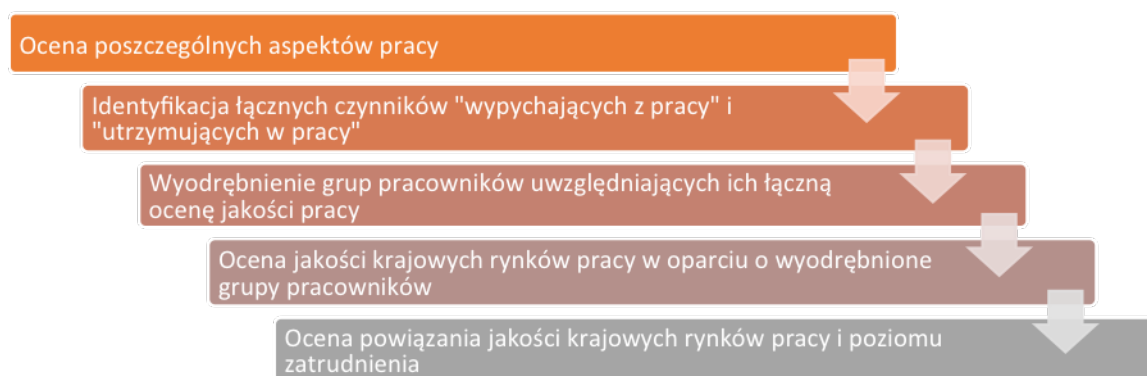 Ocena poszczególnych aspektów pracy
Identyfikacja łącznych czynników "wypychających z pracy" i
"utrzymujących w pracy"
Wyodrębnienie grup pracowników uwzględniających ich łączną
ocenę jakości pracy
Ocena jakości krajowych rynków pracy w oparciu o wyodrębnione
grupy pracowników
Ocena powiązania jakości krajowych rynków pracy i poziomu
zatrudnienia